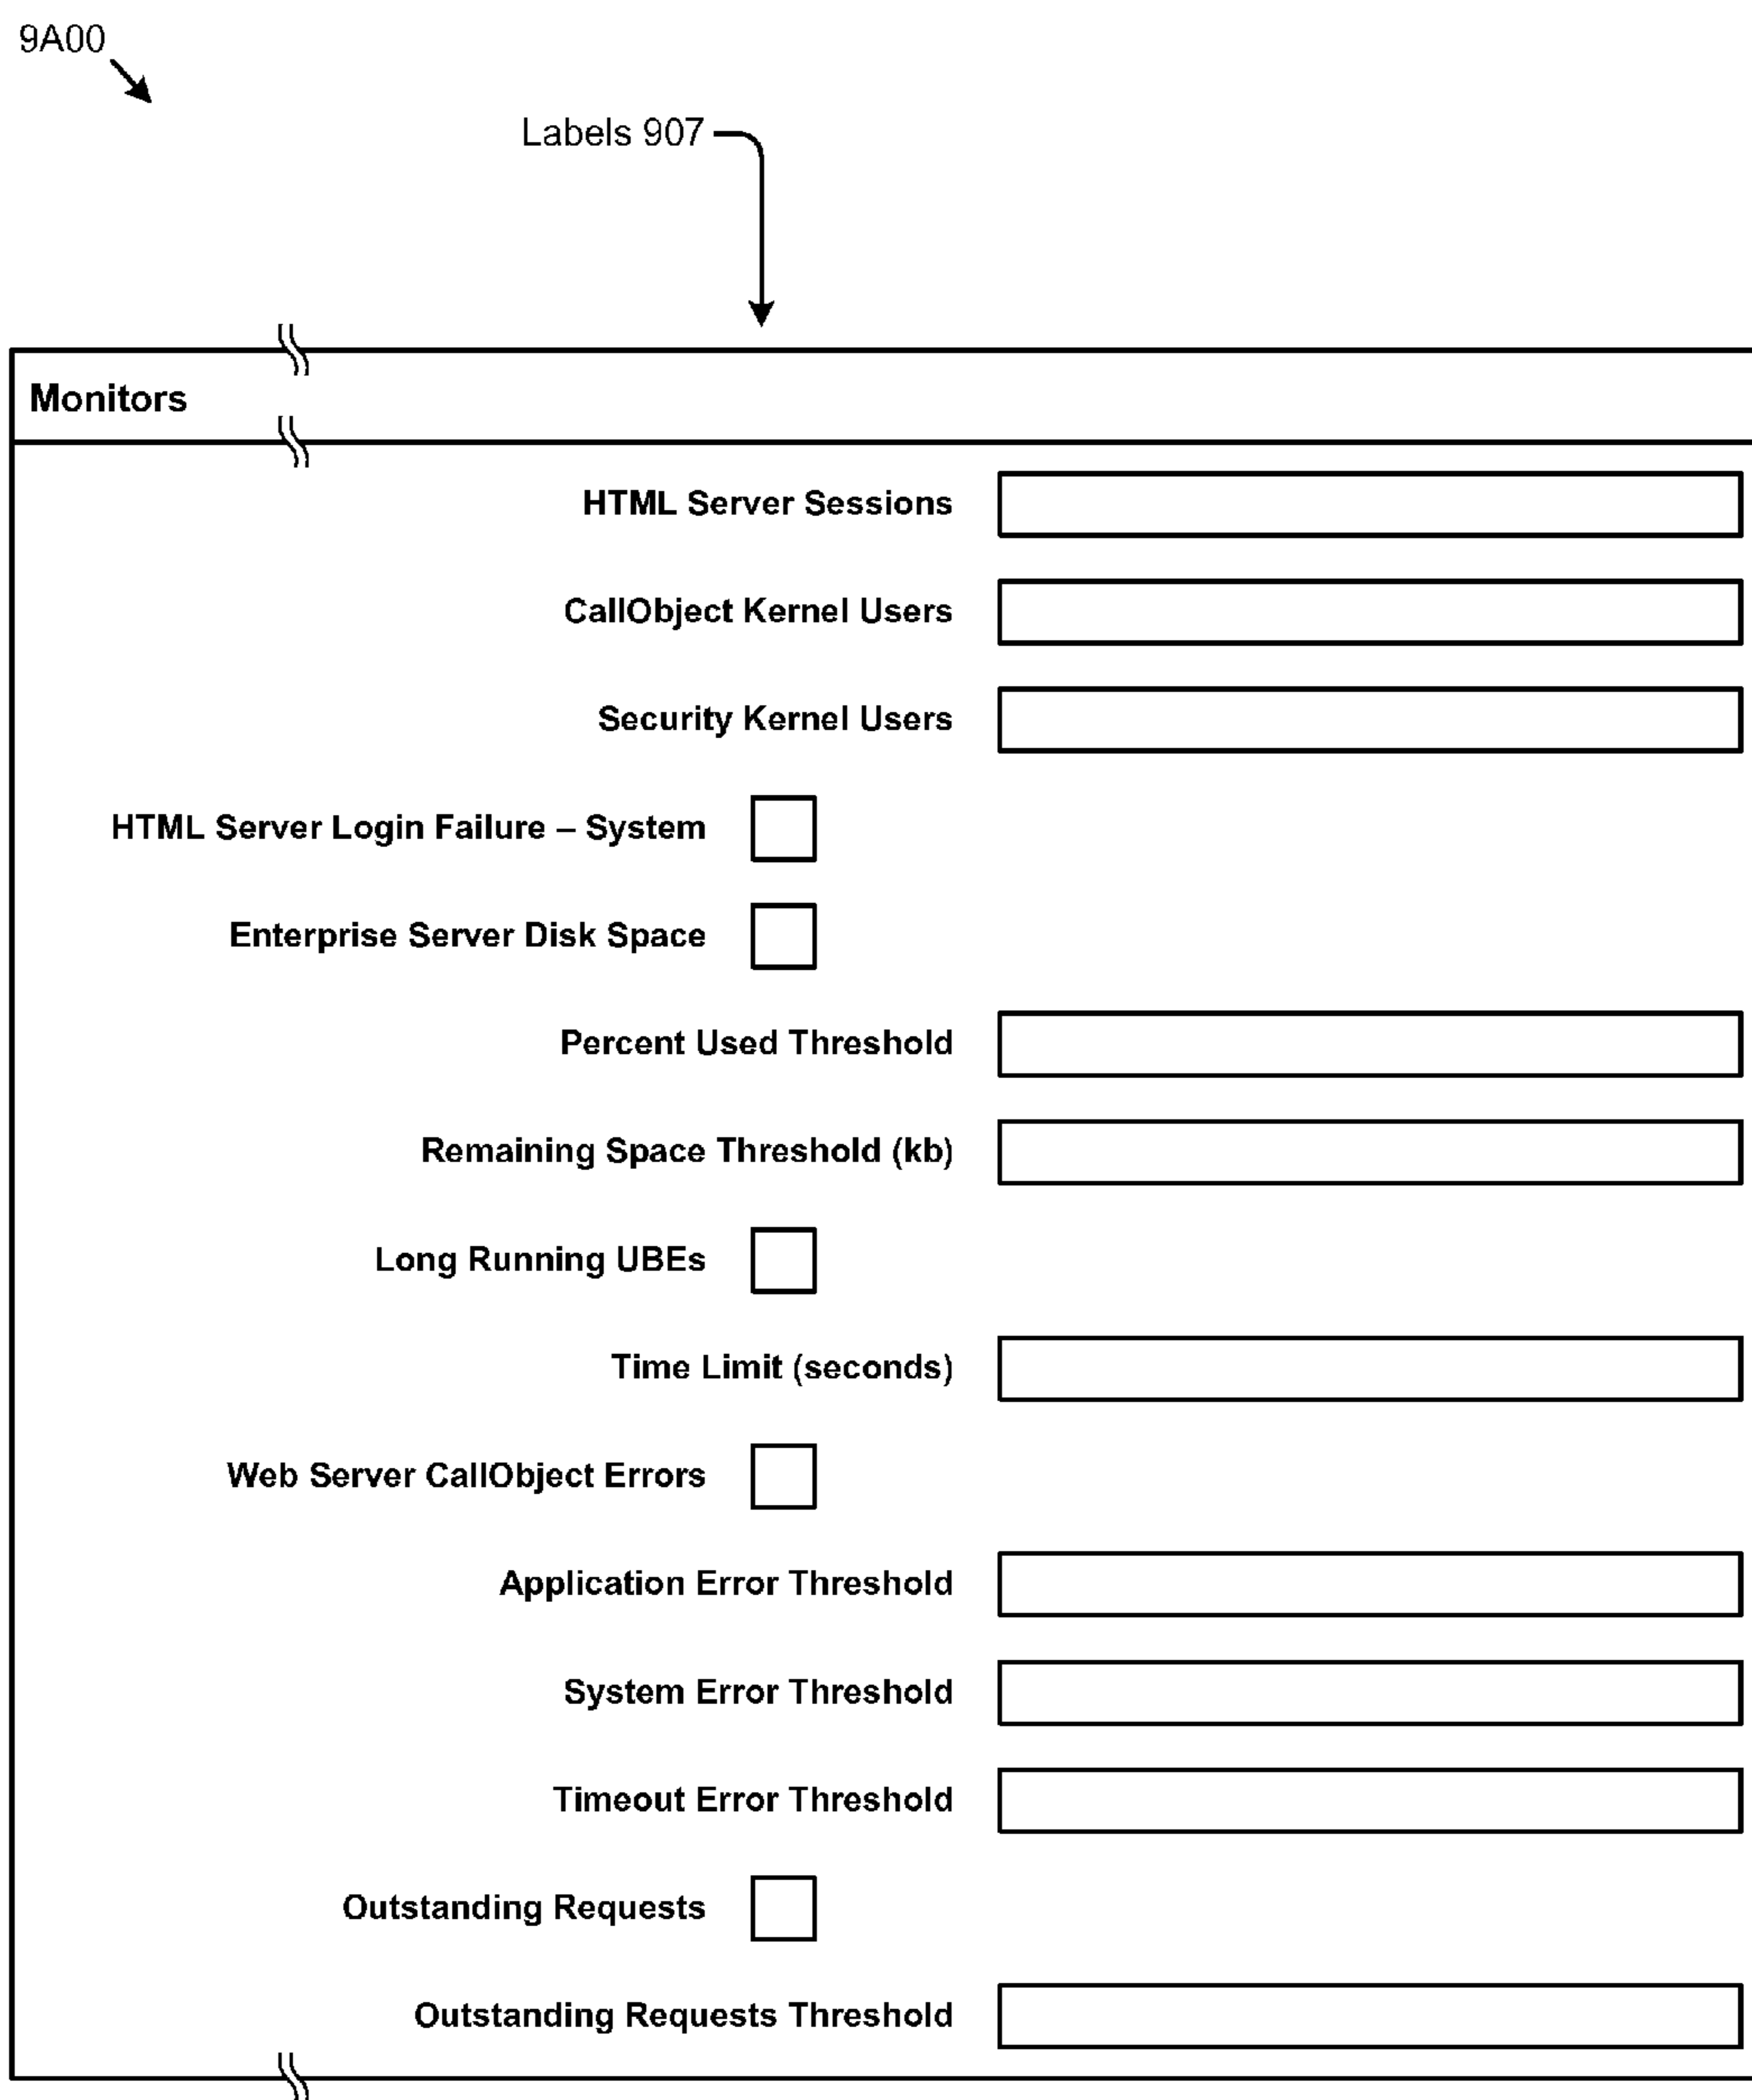 9A00
Labels 907
Monitors
HTML Server Sessions
CallObject Kernel Users
Security Kernel Users
HTML Server Login Failure – System
Enterprise Server Disk Space
Percent Used Threshold
Remaining Space Threshold (kb)
Long Running UBEs
Time Limit (seconds)
Web Server CallObject Errors
Application Error Threshold
System Error Threshold
Timeout Error Threshold
Outstanding Requests
Outstanding Requests Threshold